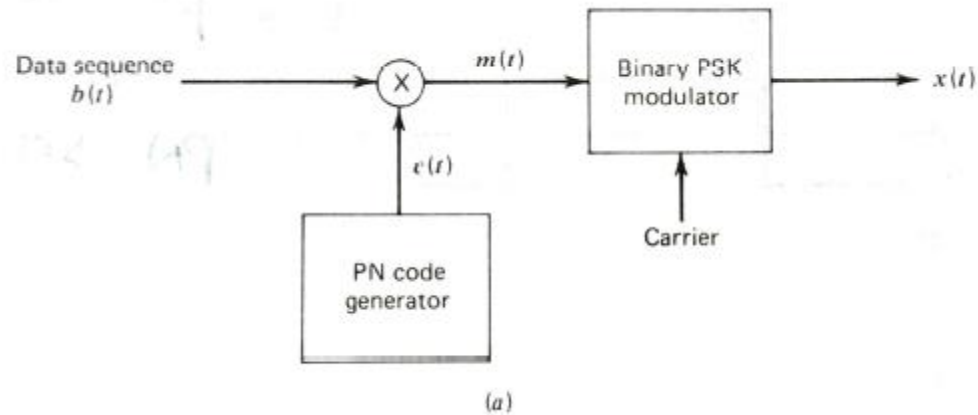 Data sequence
b(t)
X
m(t)
Binary PSK
modulator
x(t)
c(t)
PN code
generator
Carrier
(a)